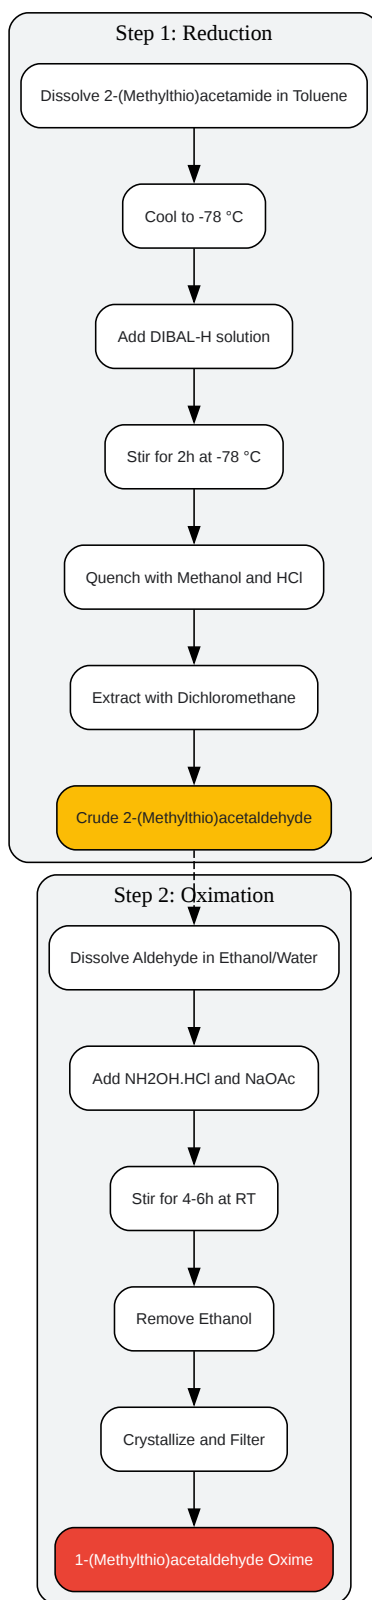 Step 1: Reduction
Dissolve 2-(Methylthio)acetamide in Toluene
Cool to -78 °C
Add DIBAL-H solution
Stir for 2h at -78 °C
Quench with Methanol and HCl
Extract with Dichloromethane
Crude 2-(Methylthio)acetaldehyde
Step 2: Oximation
Dissolve Aldehyde in Ethanol/Water
Add NH2OH.HCl and NaOAc
Stir for 4-6h at RT
Remove Ethanol
Crystallize and Filter
1-(Methylthio)acetaldehyde Oxime